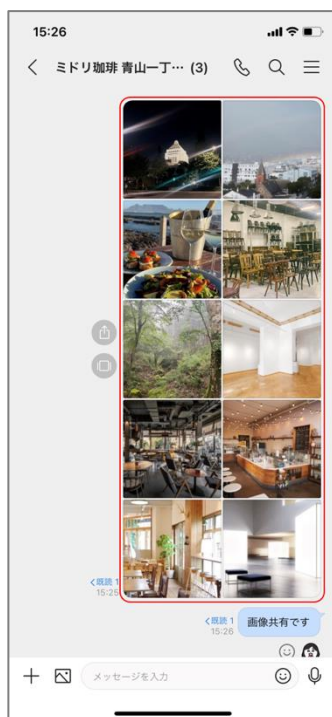 15:26
ミドリ珈琲 青山一丁… (3)
既読 1
15:25
既読 1
15:26
画像共有です
メッセージを入力